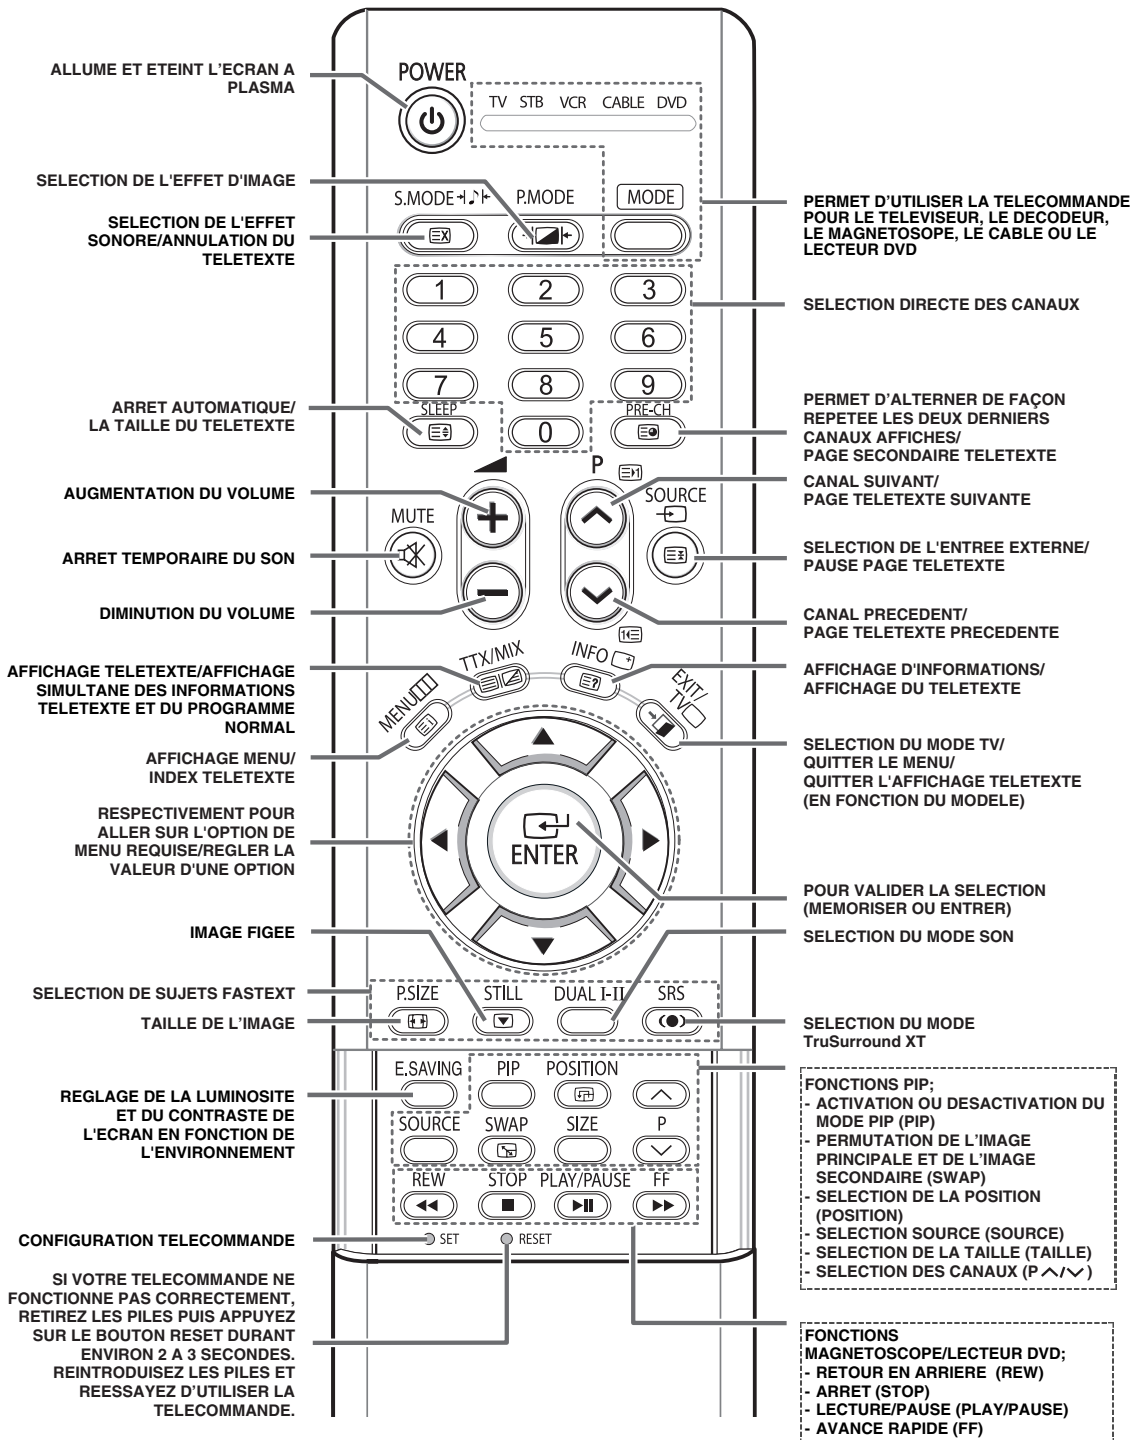 ALLUME ET ETEINT L'ECRAN A
PLASMA
SELECTION DE L'EFFET D'IMAGE
SELECTION DE L'EFFET
SONORE/ANNULATION DU
TELETEXTE
ARRET AUTOMATIQUE/
LA TAILLE DU TELETEXTE
AUGMENTATION DU VOLUME
ARRET TEMPORAIRE DU SON
DIMINUTION DU VOLUME
AFFICHAGE TELETEXTE/AFFICHAGE
SIMULTANE DES INFORMATIONS
TELETEXTE ET DU PROGRAMME
NORMAL
AFFICHAGE MENU/
INDEX TELETEXTE
RESPECTIVEMENT POUR
ALLER SUR L'OPTION DE
MENU REQUISE/REGLER LA
VALEUR D'UNE OPTION
IMAGE FIGEE
SELECTION DE SUJETS FASTEXT
TAILLE DE L'IMAGE
REGLAGE DE LA LUMINOSITE
ET DU CONTRASTE DE
L'ECRAN EN FONCTION DE
L'ENVIRONNEMENT
CONFIGURATION TELECOMMANDE
SI VOTRE TELECOMMANDE NE
FONCTIONNE PAS CORRECTEMENT,
RETIREZ LES PILES PUIS APPUYEZ
SUR LE BOUTON RESET DURANT
ENVIRON 2 A 3 SECONDES.
REINTRODUISEZ LES PILES ET
REESSAYEZ D'UTILISER LA
TELECOMMANDE.
POWER
TV STB VCR CABLE DVD
S.MODE P.MODE MODE
1 2 3
4 5 6
7 8 9
SLEEP 0 PRE-CH
P
MUTE SOURCE
TTX/MIX INFO
MENU EXIT/
TV
ENTER
P.SIZE STILL DUAL I-II SRS
E.SAVING PIP POSITION
SOURCE SWAP SIZE P
REW STOP PLAY/PAUSE FF
SET RESET
PERMET D'UTILISER LA TELECOMMANDE
POUR LE TELEVISEUR, LE DECODEUR,
LE MAGNETOSOPE, LE CABLE OU LE
LECTEUR DVD
SELECTION DIRECTE DES CANAUX
PERMET D'ALTERNER DE FAÇON
REPETEE LES DEUX DERNIERS
CANAUX AFFICHES/
PAGE SECONDAIRE TELETEXTE
CANAL SUIVANT/
PAGE TELETEXTE SUIVANTE
SELECTION DE L'ENTREE EXTERNE/
PAUSE PAGE TELETEXTE
CANAL PRECEDENT/
PAGE TELETEXTE PRECEDENTE
AFFICHAGE D'INFORMATIONS/
AFFICHAGE DU TELETEXTE
SELECTION DU MODE TV/
QUITTER LE MENU/
QUITTER L'AFFICHAGE TELETEXTE
(EN FONCTION DU MODELE)
POUR VALIDER LA SELECTION
(MEMORISER OU ENTRER)
SELECTION DU MODE SON
SELECTION DU MODE
TruSurround XT
FONCTIONS PIP;
- ACTIVATION OU DESACTIVATION DU
MODE PIP (PIP)
- PERMUTATION DE L'IMAGE
PRINCIPALE ET DE L'IMAGE
SECONDAIRE (SWAP)
- SELECTION DE LA POSITION
(POSITION)
- SELECTION SOURCE (SOURCE)
- SELECTION DE LA TAILLE (TAILLE)
- SELECTION DES CANAUX (P / )
FONCTIONS
MAGNETOSCOPE/LECTEUR DVD;
- RETOUR EN ARRIERE (REW)
- ARRET (STOP)
- LECTURE/PAUSE (PLAY/PAUSE)
- AVANCE RAPIDE (FF)